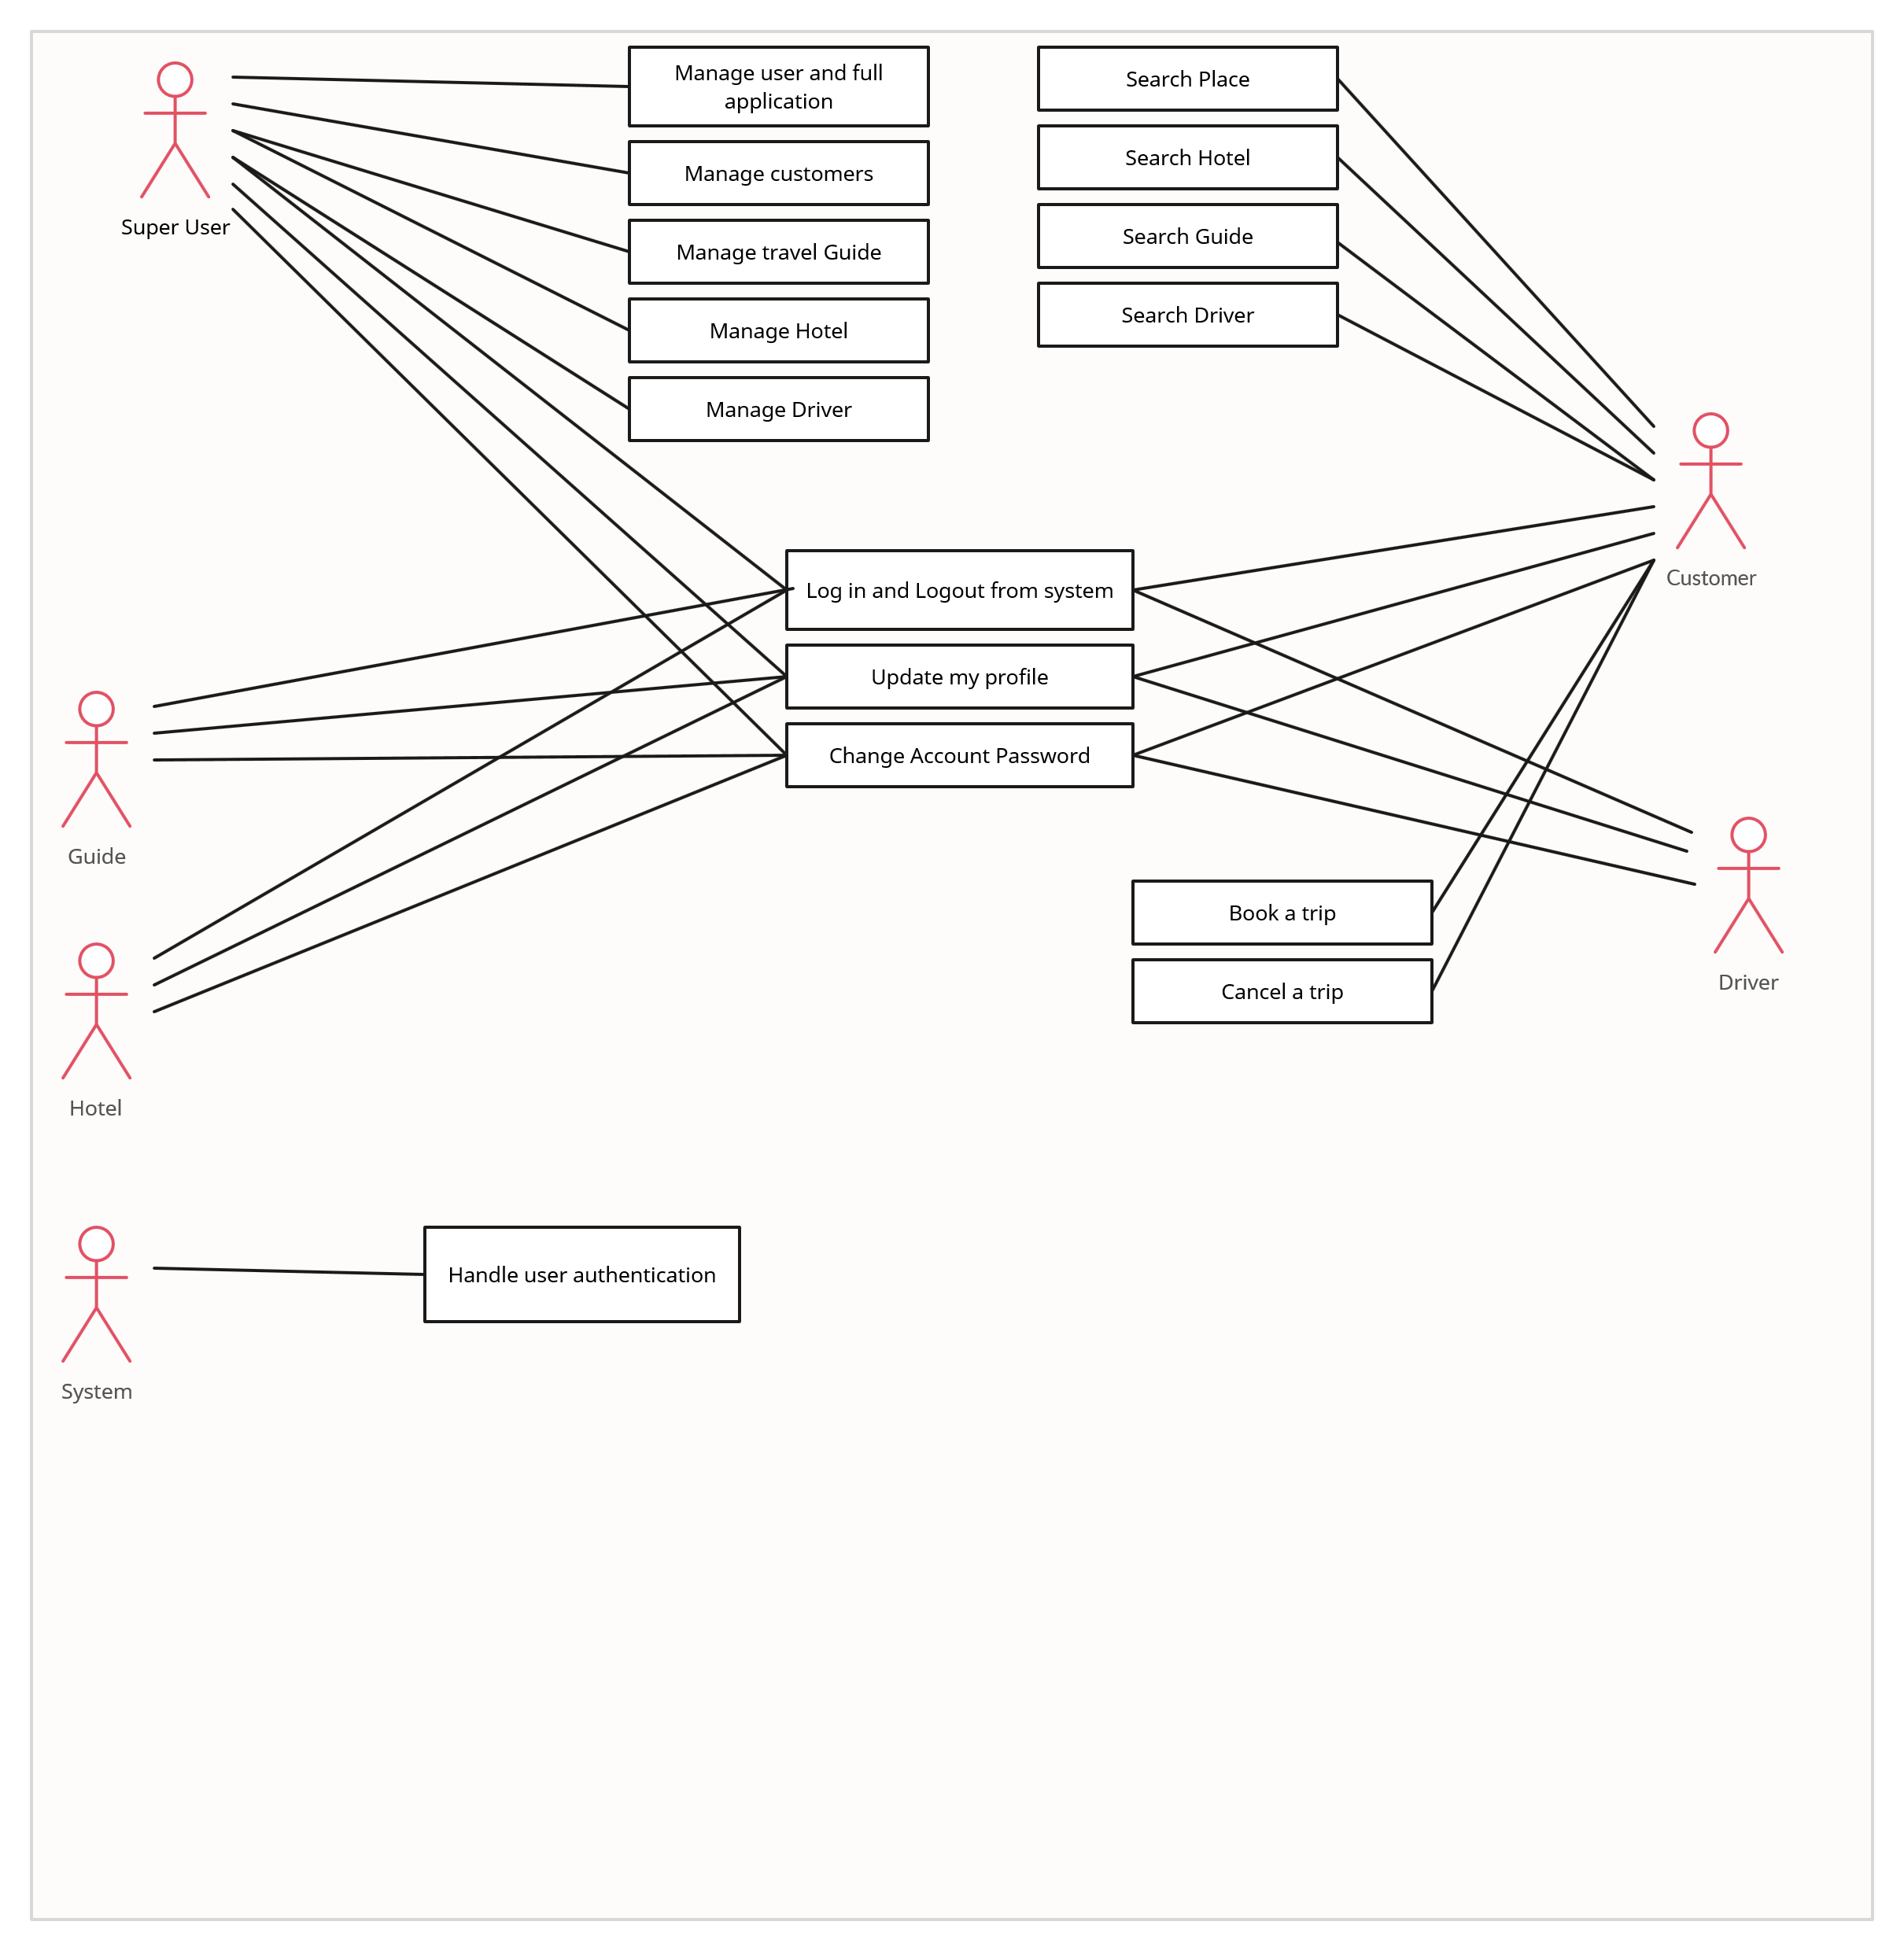 Manage user and full
application
Search Place
Manage customers
Search Hotel
Super User
Manage travel Guide
Search Guide
Manage Hotel
Search Driver
Manage Driver
Customer
Log in and Logout from system
Update my profile
Change Account Password
Guide
Book a trip
Driver
Cancel a trip
Hotel
Handle user authentication
System